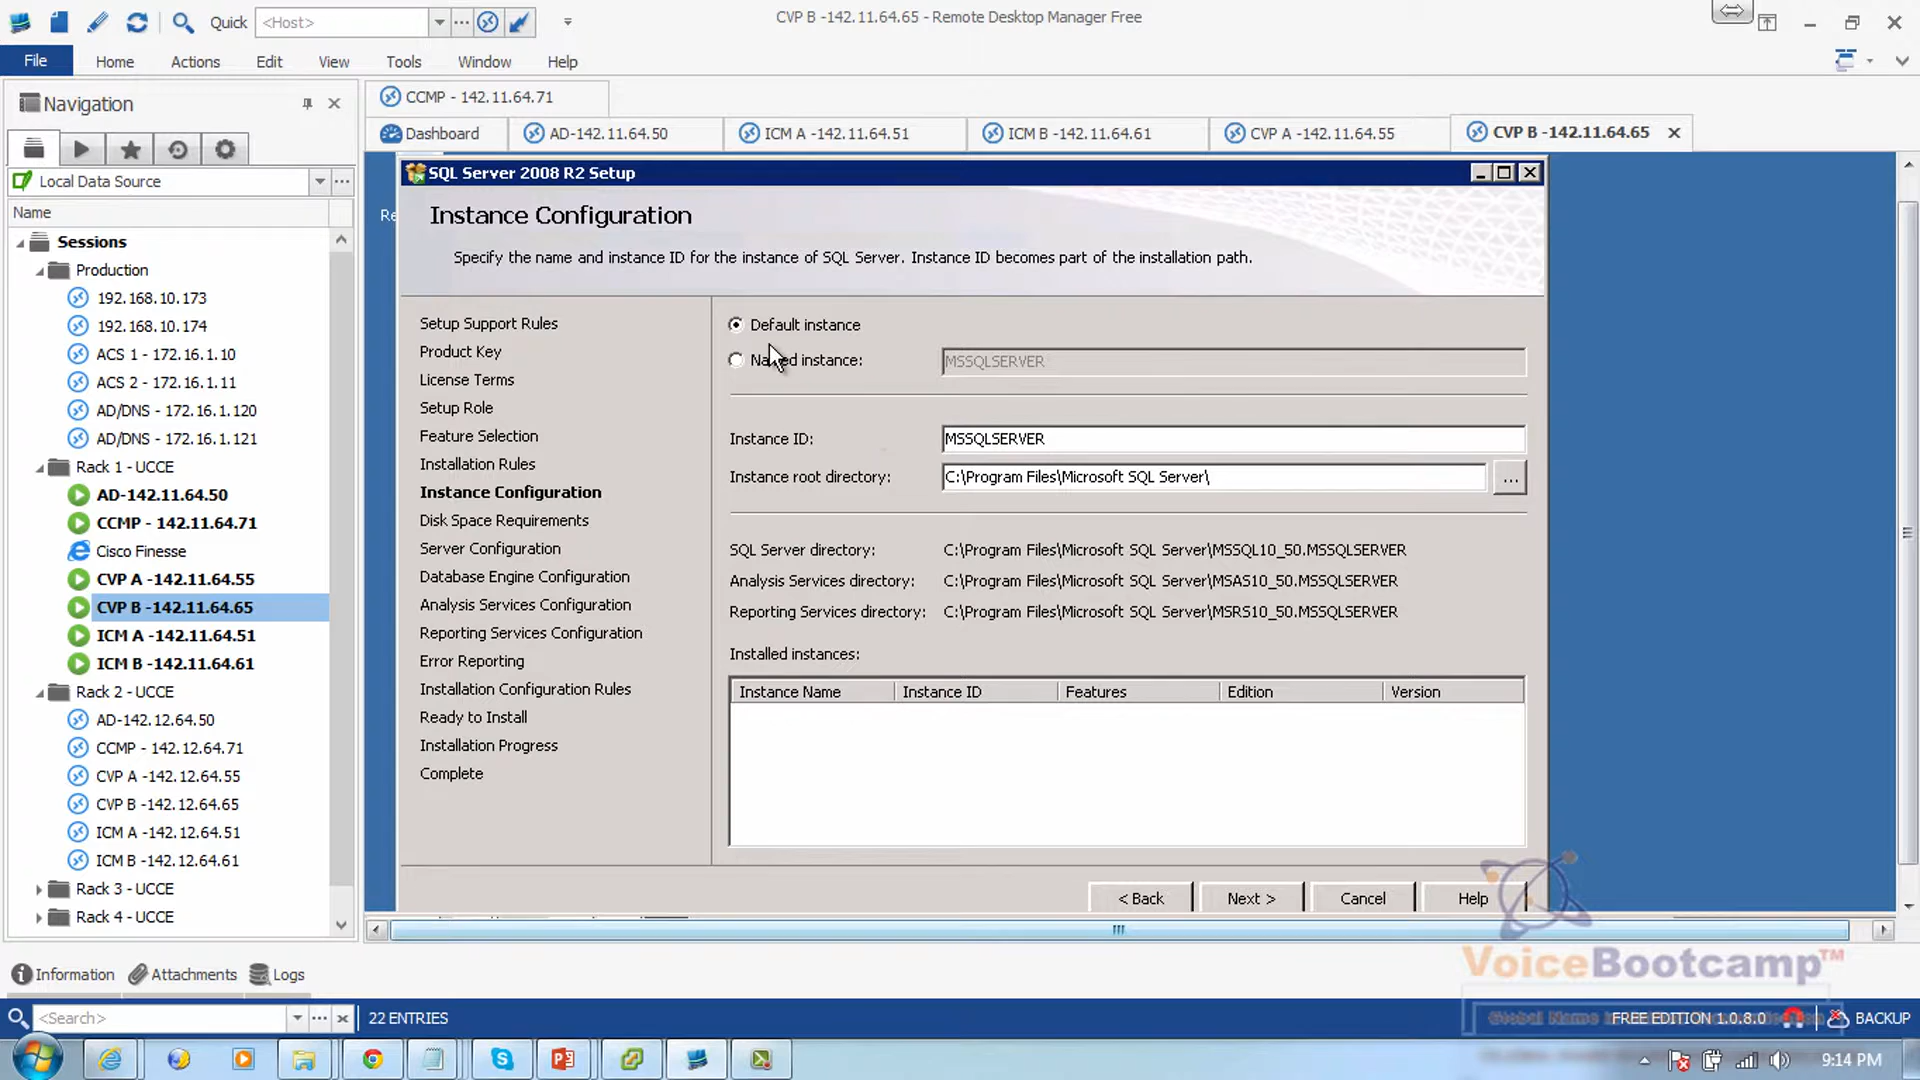 Quick
<Host>
CVP B -142.11.64.65 - Remote Desktop Manager Free
File
Home
Actions
Edit
View
Tools
Window
Help
Navigation
CCMP - 142.11.64.71
Dashboard
AD-142.11.64.50
ICM A -142.11.64.51
ICM B -142.11.64.61
CVP A -142.11.64.55
CVP B -142.11.64.65
Local Data Source
Name
Sessions
Production
192.168.10.173
192.168.10.174
ACS 1 - 172.16.1.10
ACS 2 - 172.16.1.11
AD/DNS - 172.16.1.120
AD/DNS - 172.16.1.121
Rack 1 - UCCE
AD-142.11.64.50
CCMP - 142.11.64.71
Cisco Finesse
CVP A -142.11.64.55
CVP B -142.11.64.65
ICM A -142.11.64.51
ICM B -142.11.64.61
Rack 2 - UCCE
AD-142.12.64.50
CCMP - 142.12.64.71
CVP A -142.12.64.55
CVP B -142.12.64.65
ICM A -142.12.64.51
ICM B -142.12.64.61
Rack 3 - UCCE
Rack 4 - UCCE
Re
SQL Server 2008 R2 Setup
Instance Configuration
Specify the name and instance ID for the instance of SQL Server. Instance ID becomes part of the installation path.
Setup Support Rules
Product Key
License Terms
Setup Role
Feature Selection
Installation Rules
Instance Configuration
Disk Space Requirements
Server Configuration
Database Engine Configuration
Analysis Services Configuration
Reporting Services Configuration
Error Reporting
Installation Configuration Rules
Ready to Install
Installation Progress
Complete
Default instance
Named instance:
MSSQLSERVER
Instance ID:
MSSQLSERVER
Instance root directory:
C:\Program Files\Microsoft SQL Server\
...
SQL Server directory:
C:\Program Files\Microsoft SQL Server\MSSQL10_50.MSSQLSERVER
Analysis Services directory:
C:\Program Files\Microsoft SQL Server\MSAS10_50.MSSQLSERVER
Reporting Services directory:
C:\Program Files\Microsoft SQL Server\MSRS10_50.MSSQLSERVER
Installed instances:
Instance Name
Instance ID
Features
Edition
Version
< Back
Next >
Cancel
Help
VoiceBootcamp™
Information
Attachments
Logs
<Search>
22 ENTRIES
FREE EDITION 1.0.8.0
BACKUP
9:14 PM